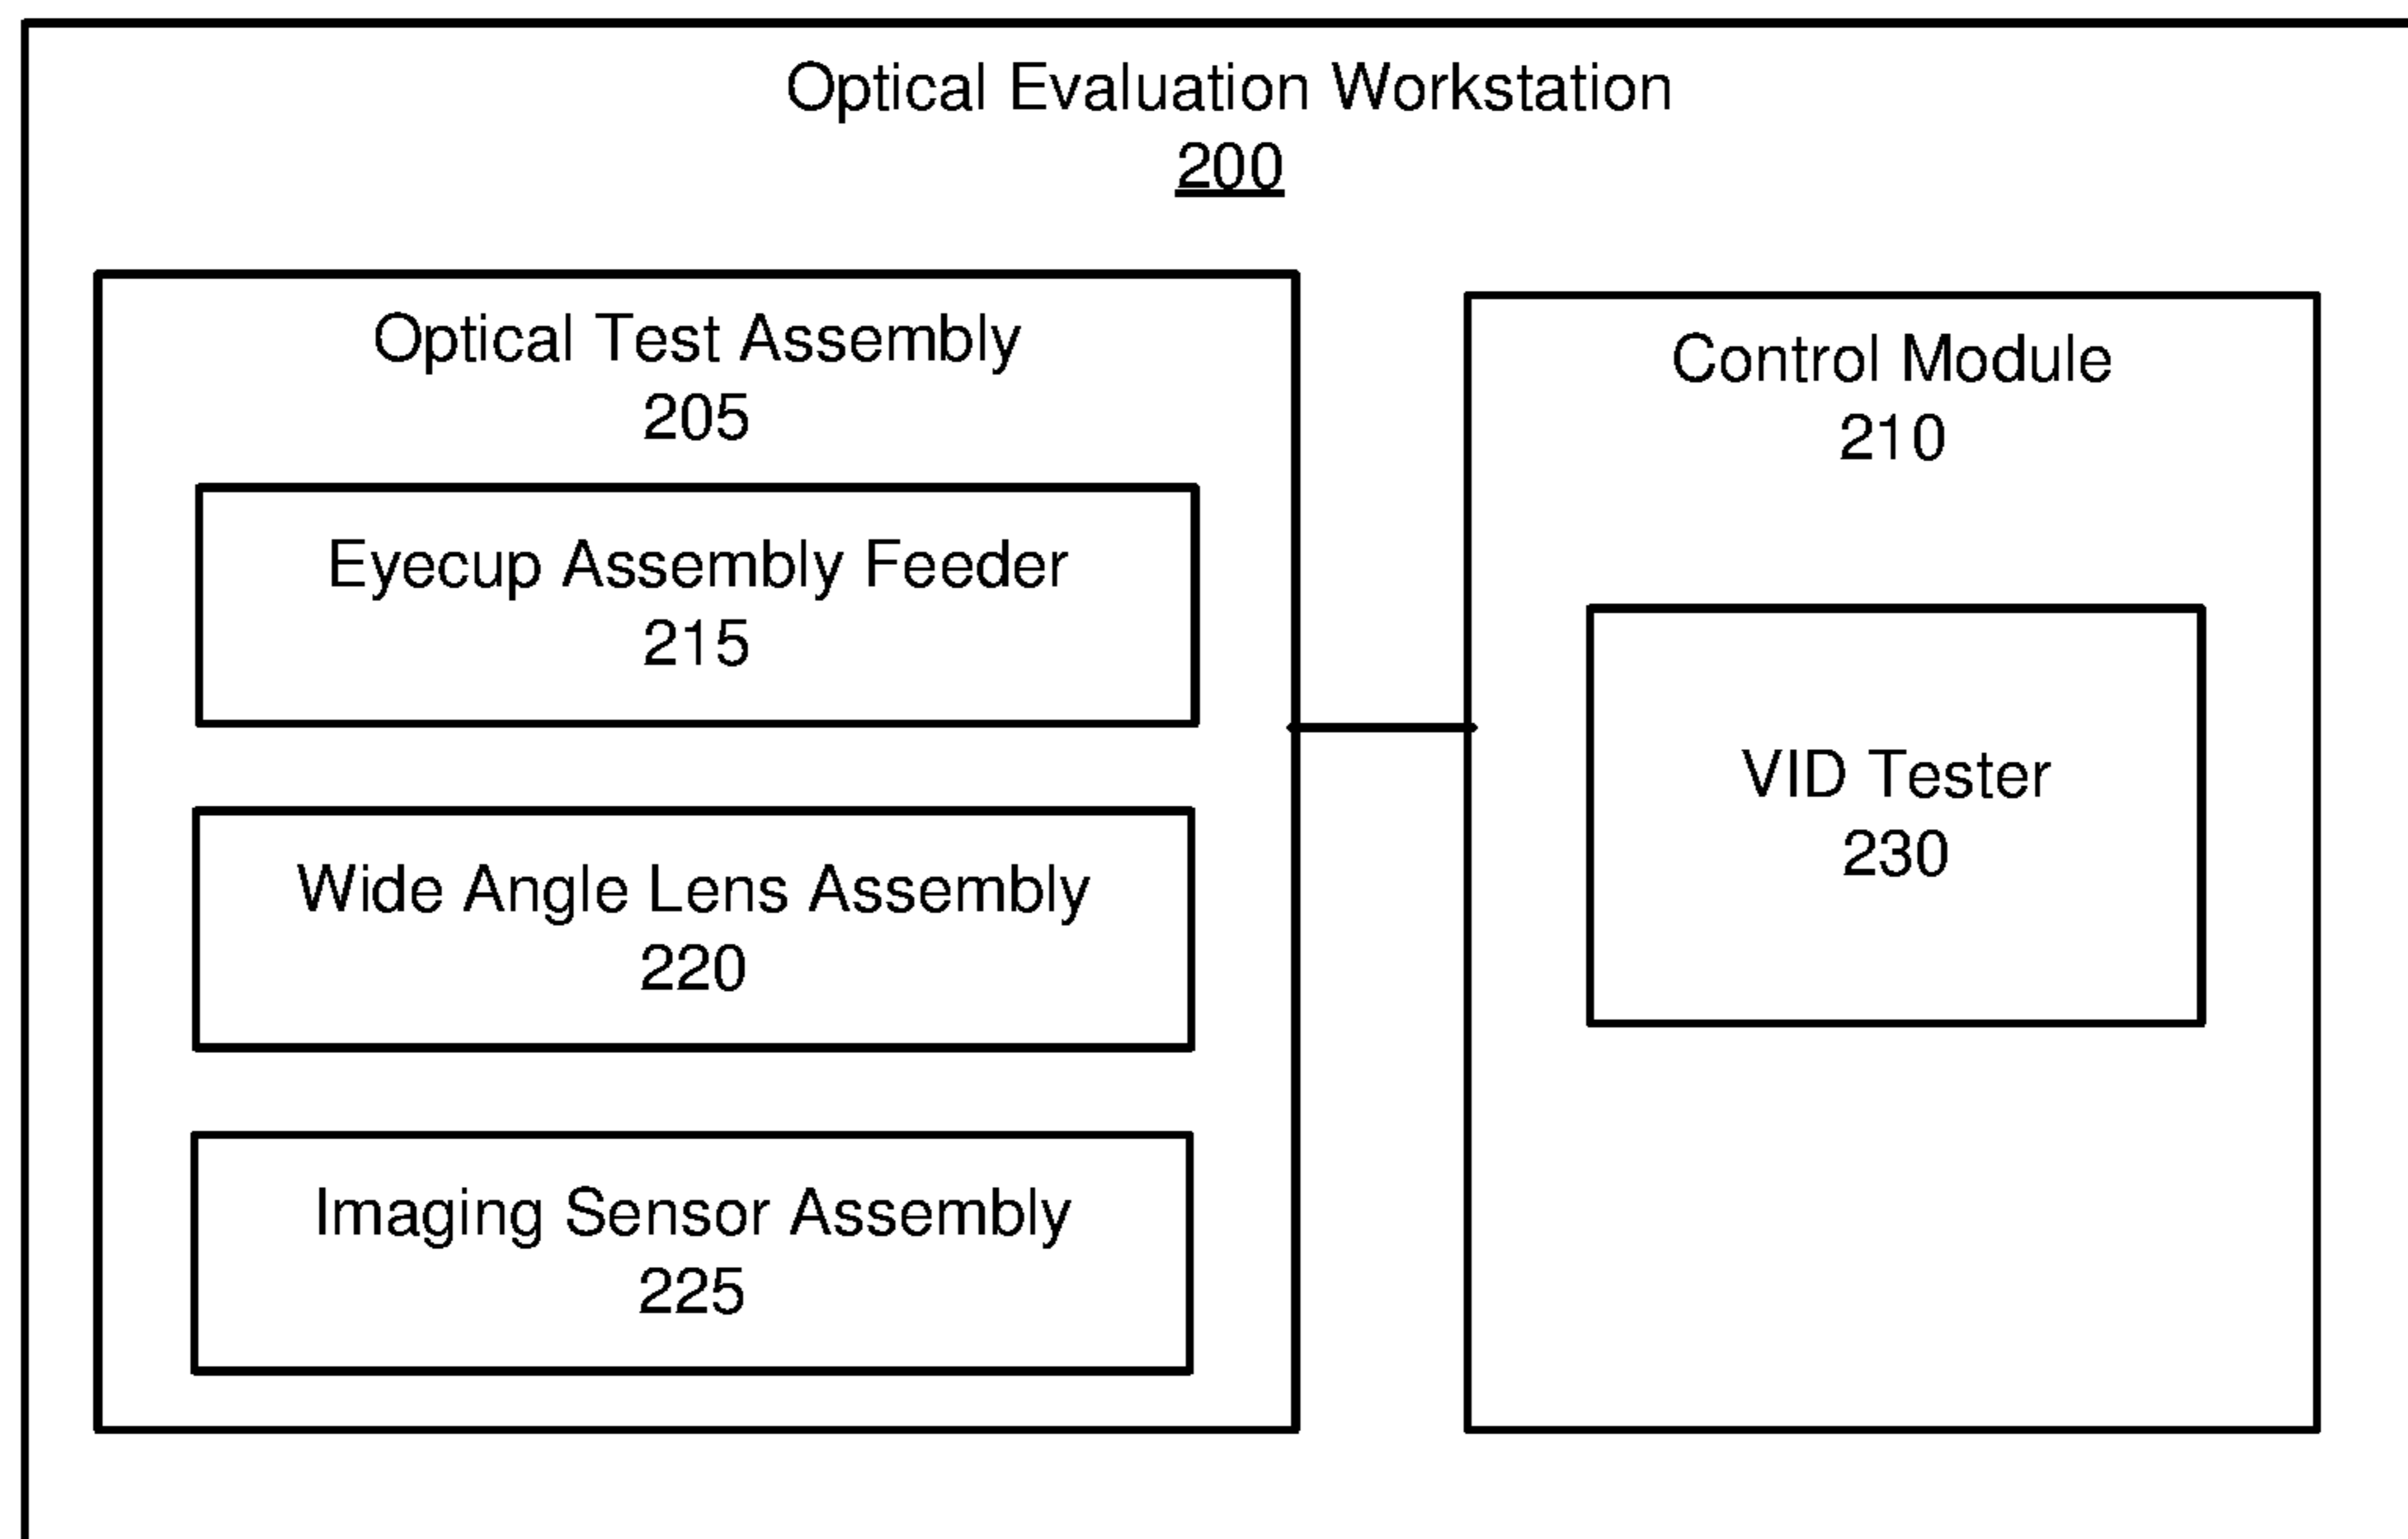 Optical Evaluation Workstation
200
Optical Test Assembly
205
Eyecup Assembly Feeder
215
Wide Angle Lens Assembly
220
Imaging Sensor Assembly
225
Control Module
210
VID Tester
230